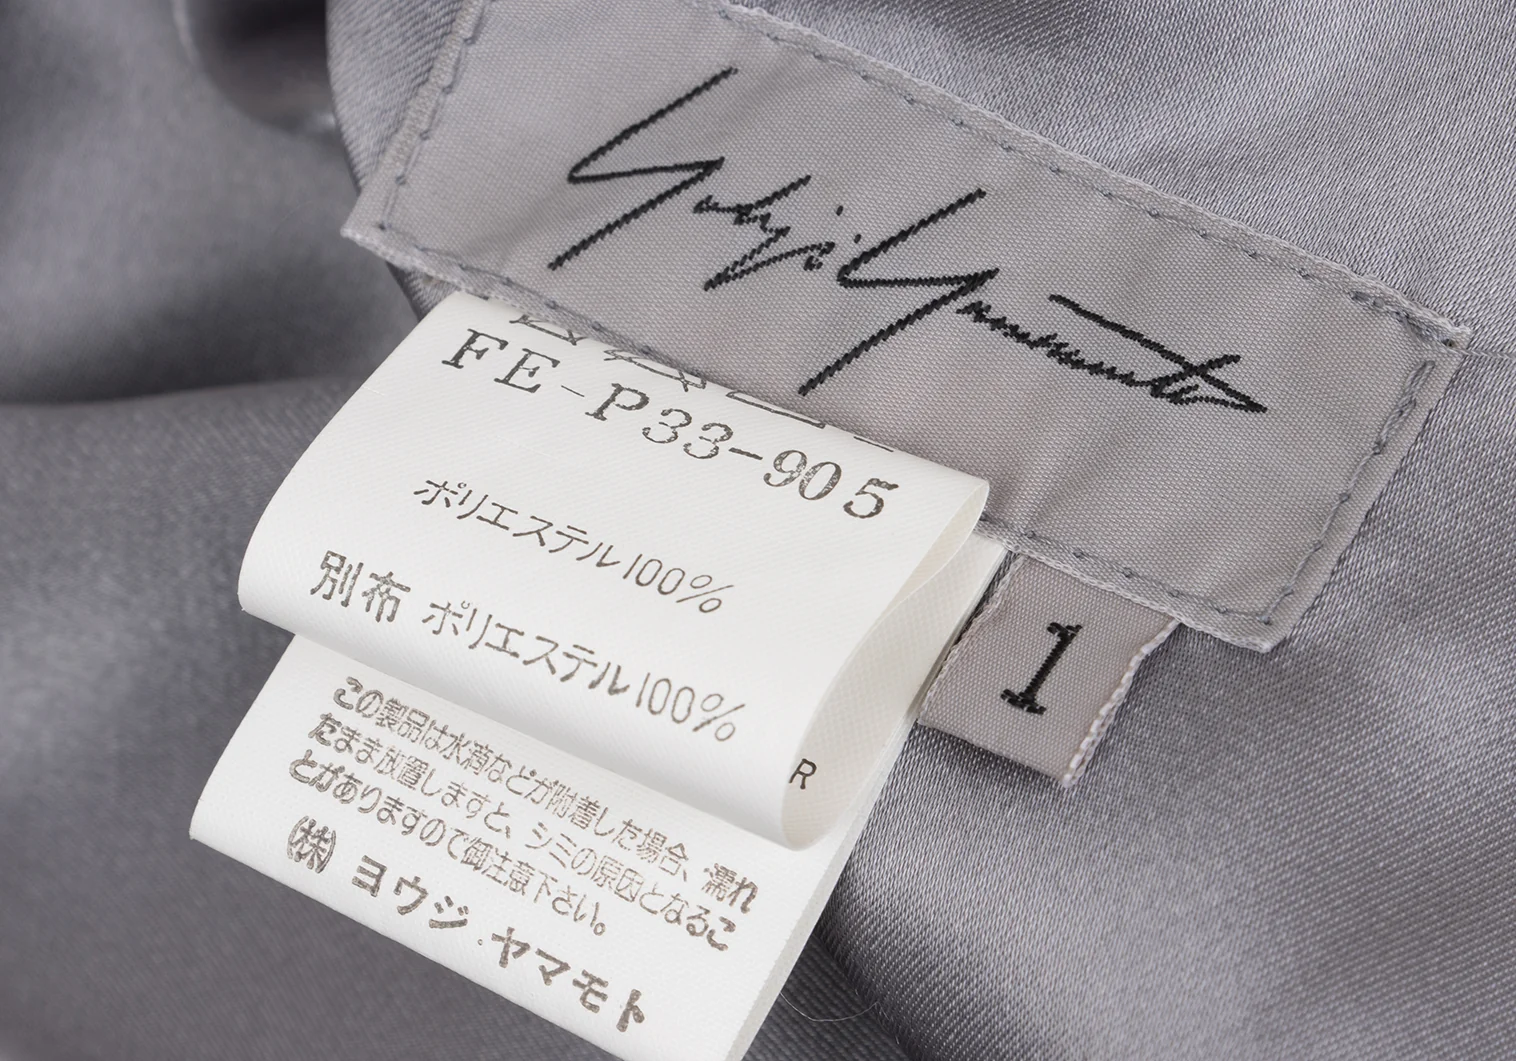 Yohji Yamamoto
FE-P33-905
ポリエステル100%
別布 ポリエステル100%
1
R
この製品は水滴などが附着した場合、濡れ
たまま放置しますと、シミの原因となるこ
とがありますので御注意下さい。
㈱ ヨウジ.ヤマモト